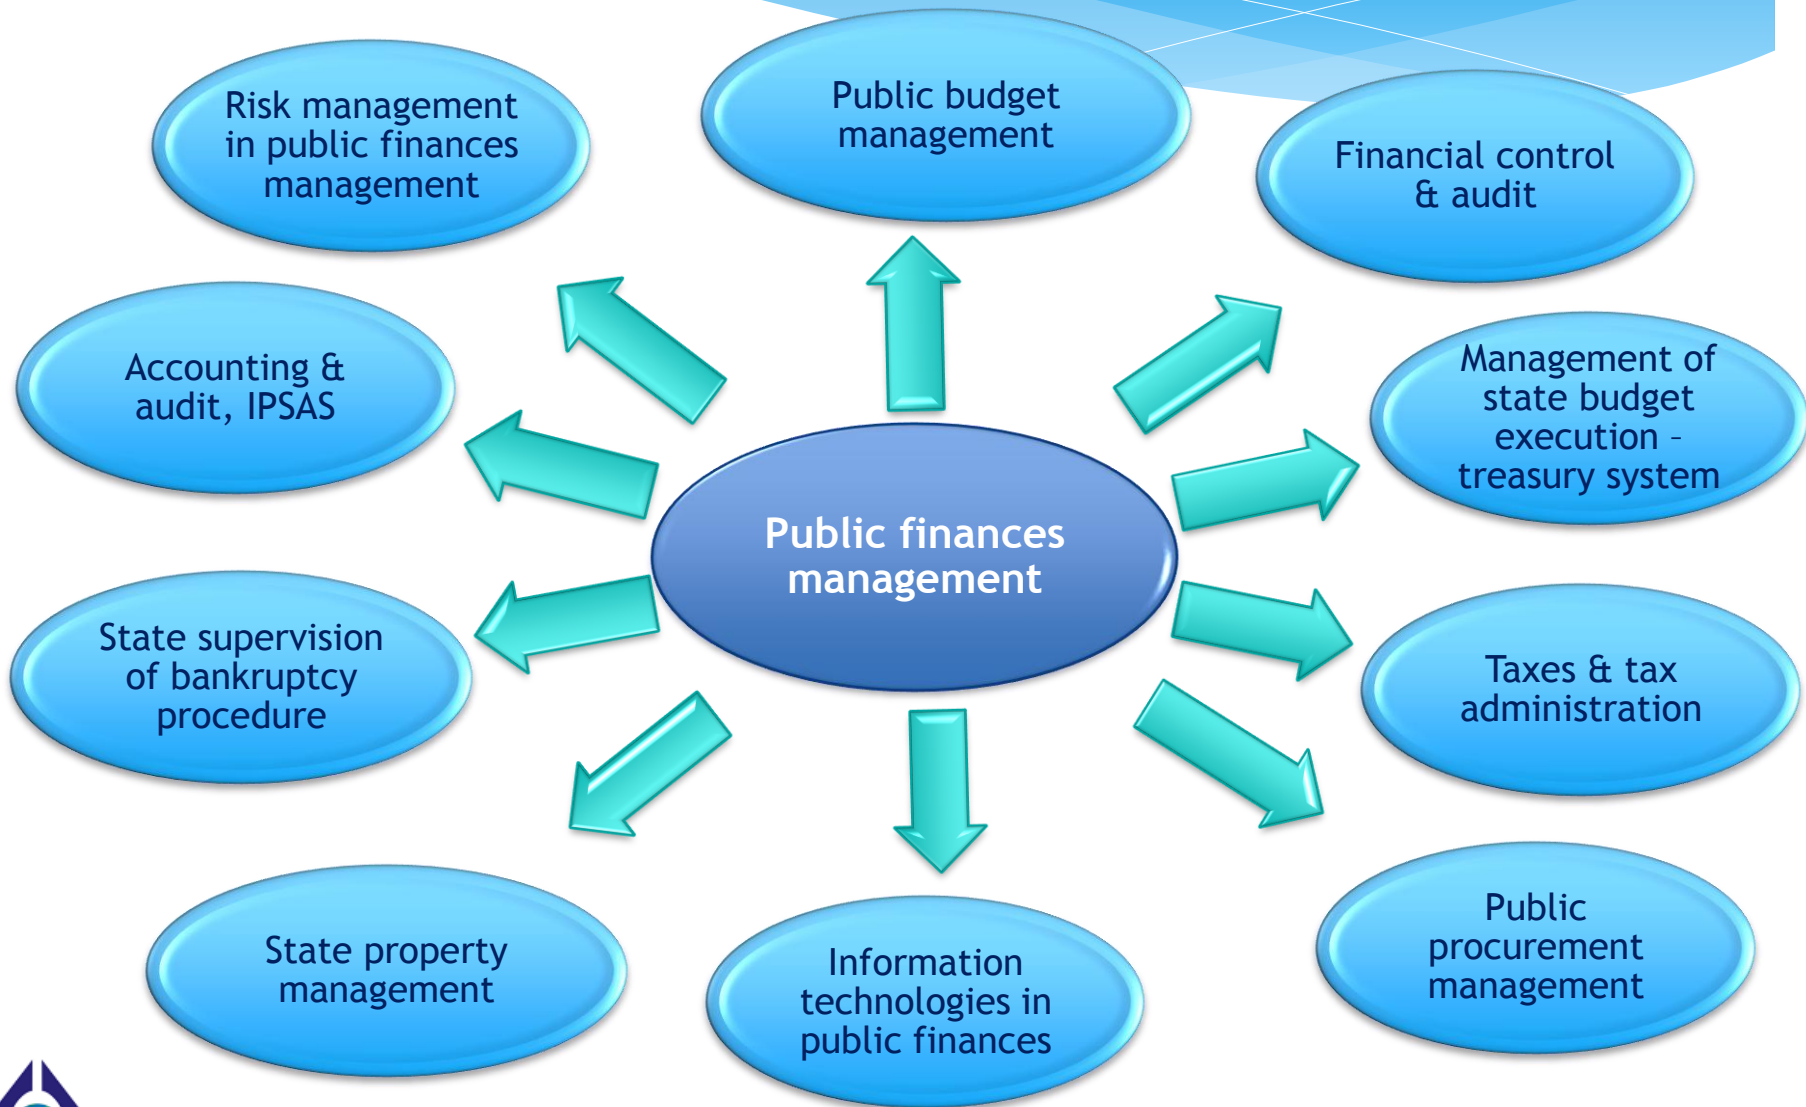 Risk management
in public finances
management
Public budget
management
Financial control
& audit
Accounting &
audit, IPSAS
Management of
state budget
execution –
treasury system
Public finances
management
State supervision
of bankruptcy
procedure
Taxes & tax
administration
State property
management
Information
technologies in
public finances
Public
procurement
management